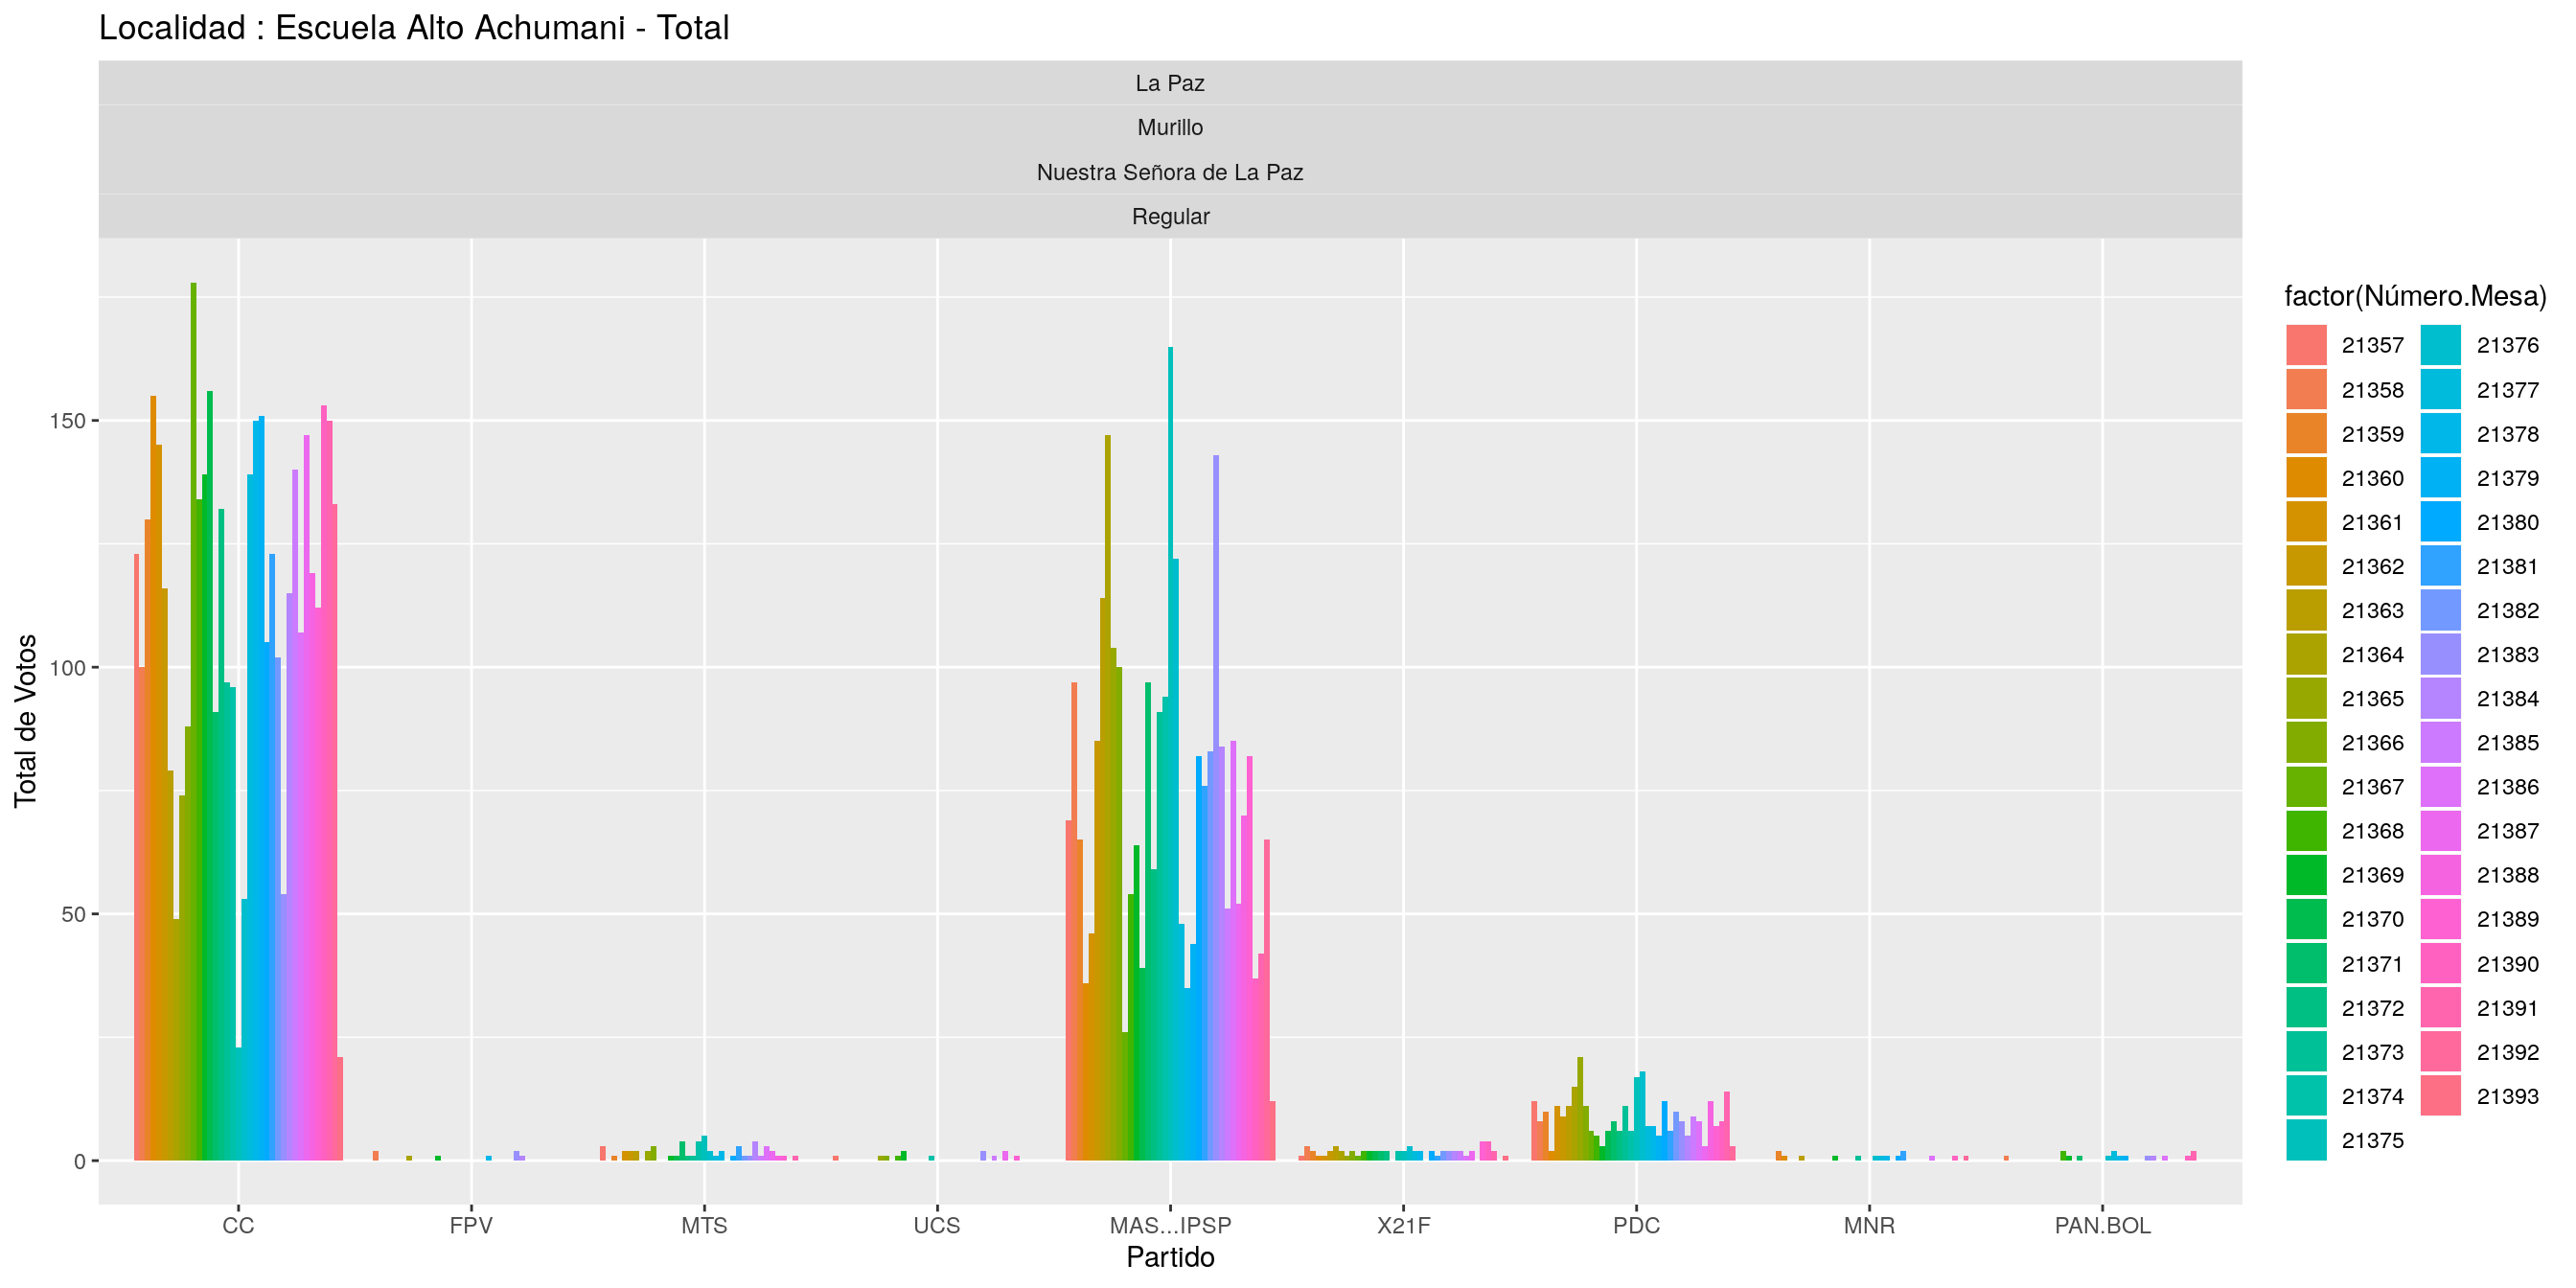 Localidad : Escuela Alto Achumani - Total
La Paz
Murillo
Nuestra Señora de La Paz
Regular
Total de Votos
150
100
50
0
CC FPV MTS UCS MAS...IPSP X21F PDC MNR PAN.BOL
Partido
factor(Número.Mesa)
21357 21376
21358 21377
21359 21378
21360 21379
21361 21380
21362 21381
21363 21382
21364 21383
21365 21384
21366 21385
21367 21386
21368 21387
21369 21388
21370 21389
21371 21390
21372 21391
21373 21392
21374 21393
21375